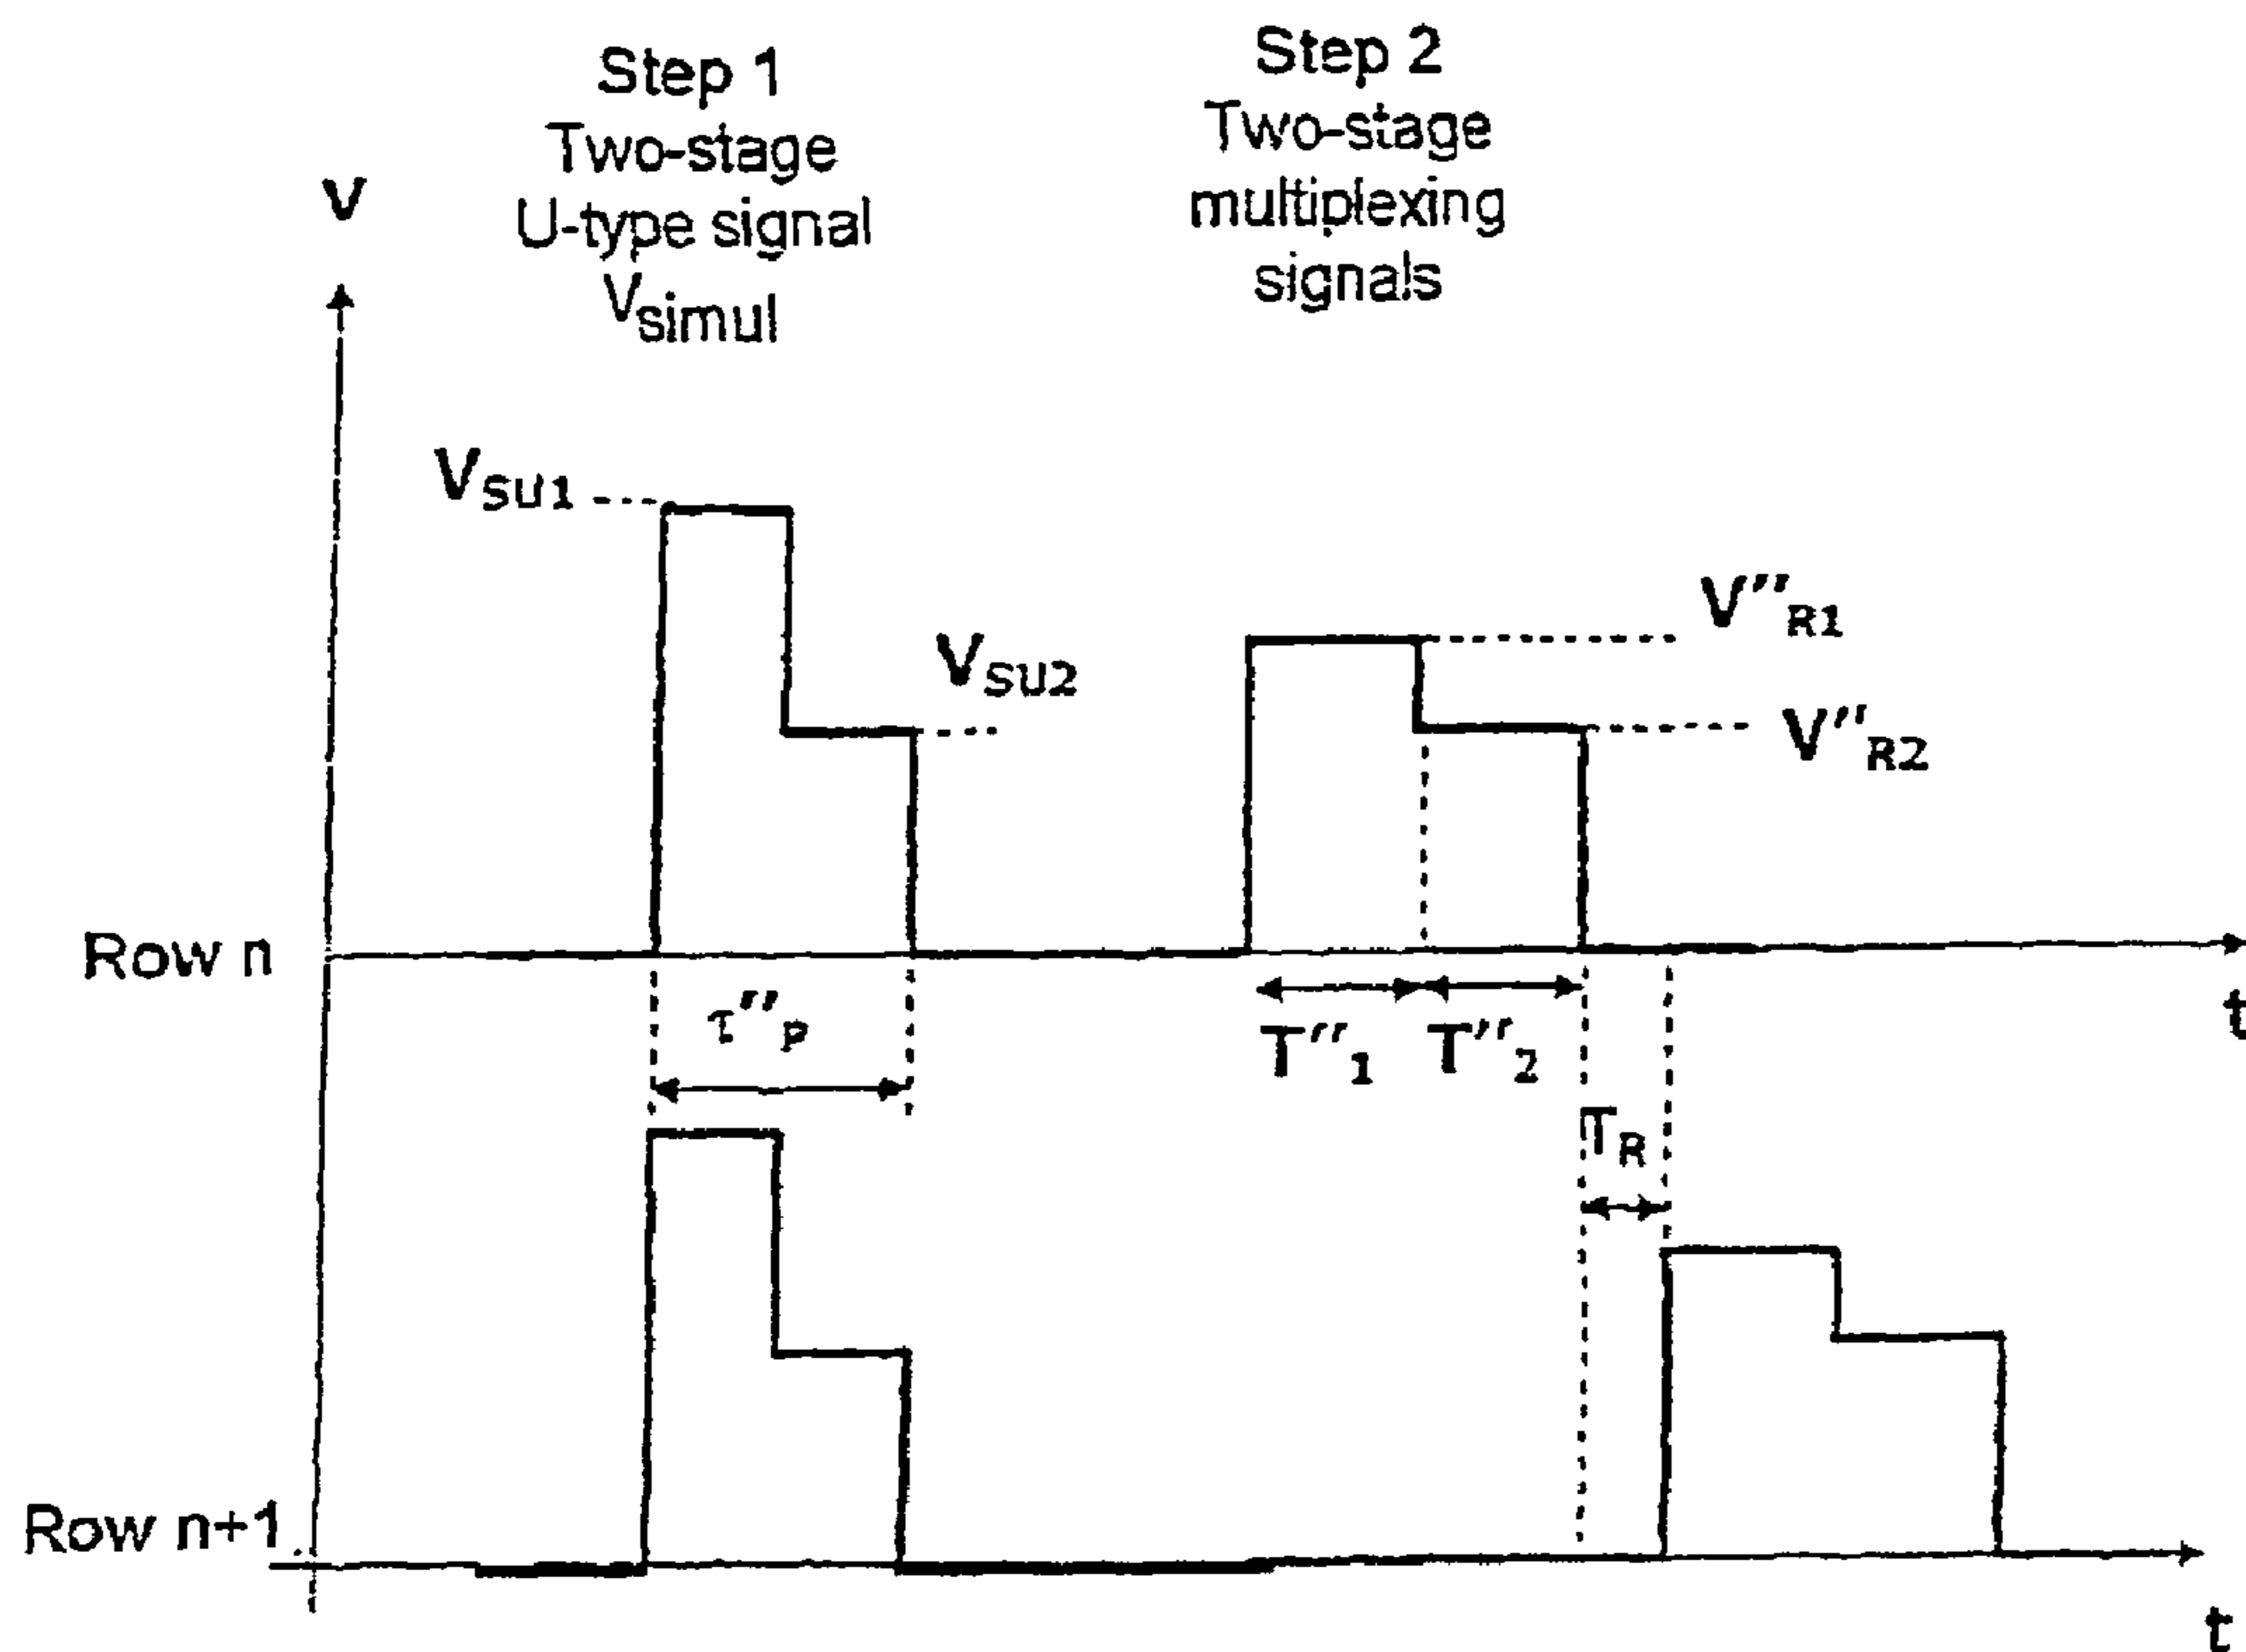 Step 1
Two-stage
U-type signal
Vsimul
Step 2
Two-stage
multiplexing
signals
v
VSU1
VSU2
V″R1
V″R2
Row n
t
τ″p
T″1
T″2
TR
Row n+1
t